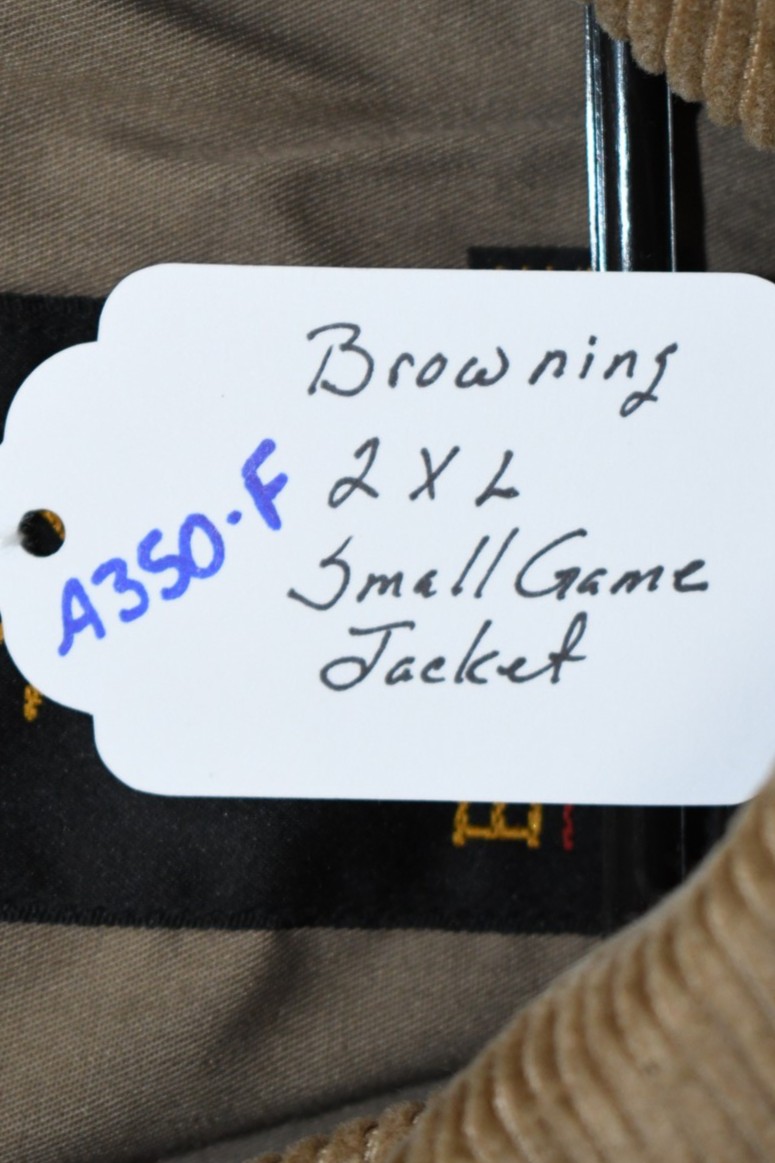 Browning
2XL
Small Game
Jacket
A350-F